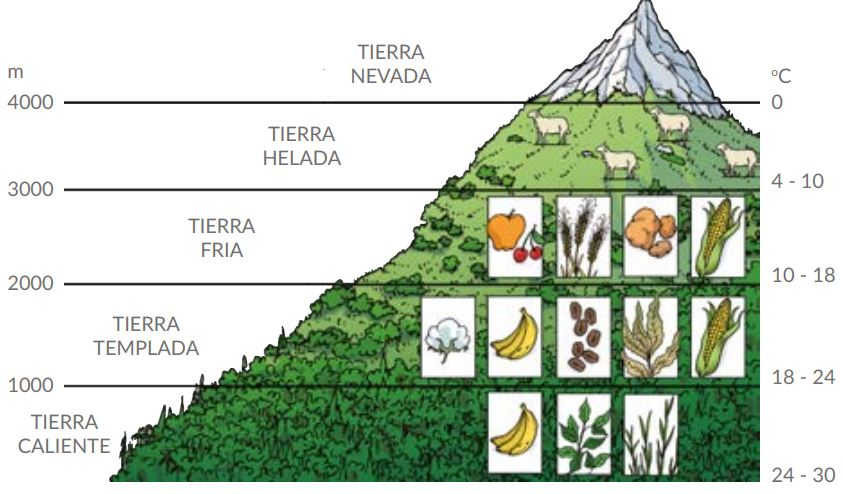 TIERRA
NEVADA
m
°C
4000
0
TIERRA
HELADA
3000
4 - 10
TIERRA
FRIA
2000
10 - 18
TIERRA
TEMPLADA
1000
18 - 24
TIERRA
CALIENTE
24 - 30